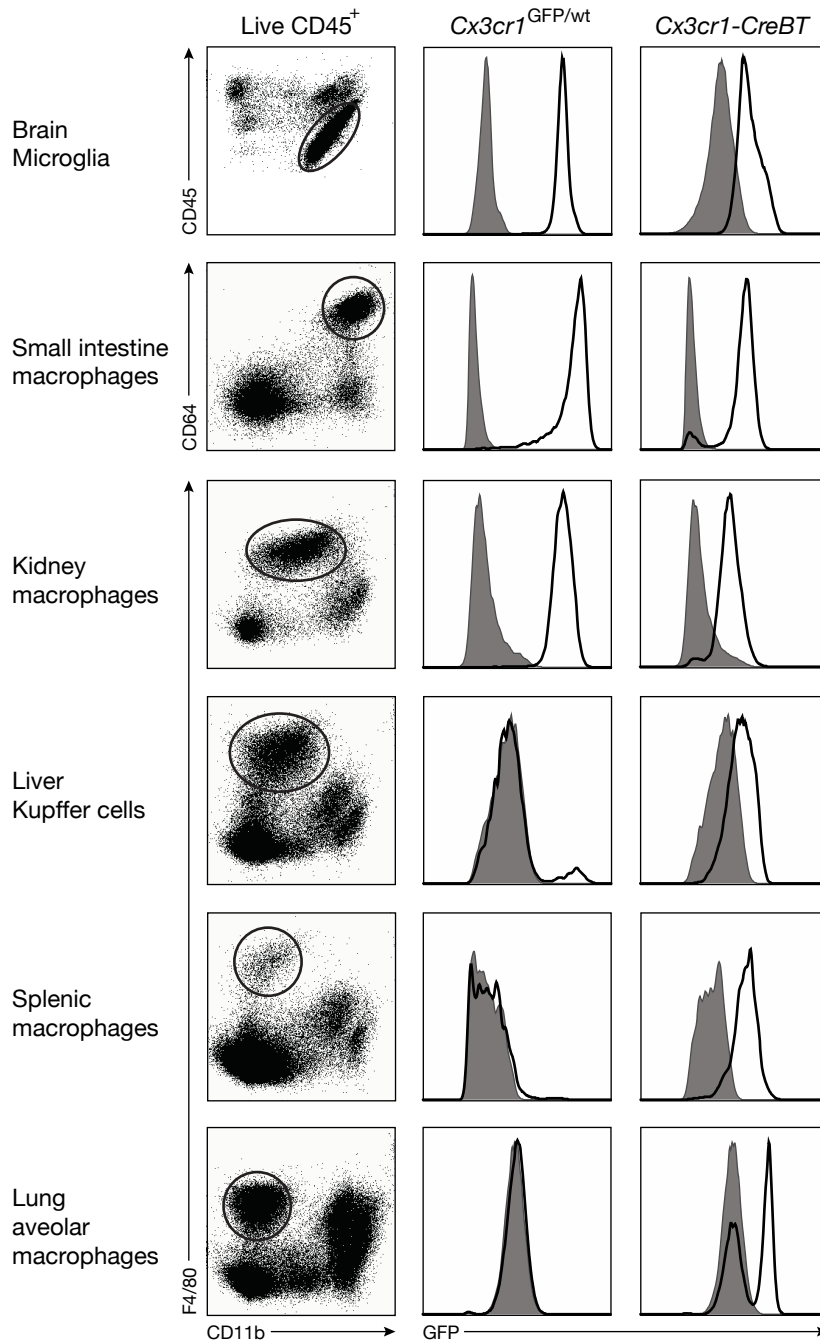 Live CD45+
Cx3cr1GFP/wt
Cx3cr1-CreBT
Brain
Microglia
CD45
Small intestine
macrophages
CD64
Kidney
macrophages
Liver
Kupffer cells
Splenic
macrophages
Lung
aveolar
macrophages
F4/80
CD11b
GFP